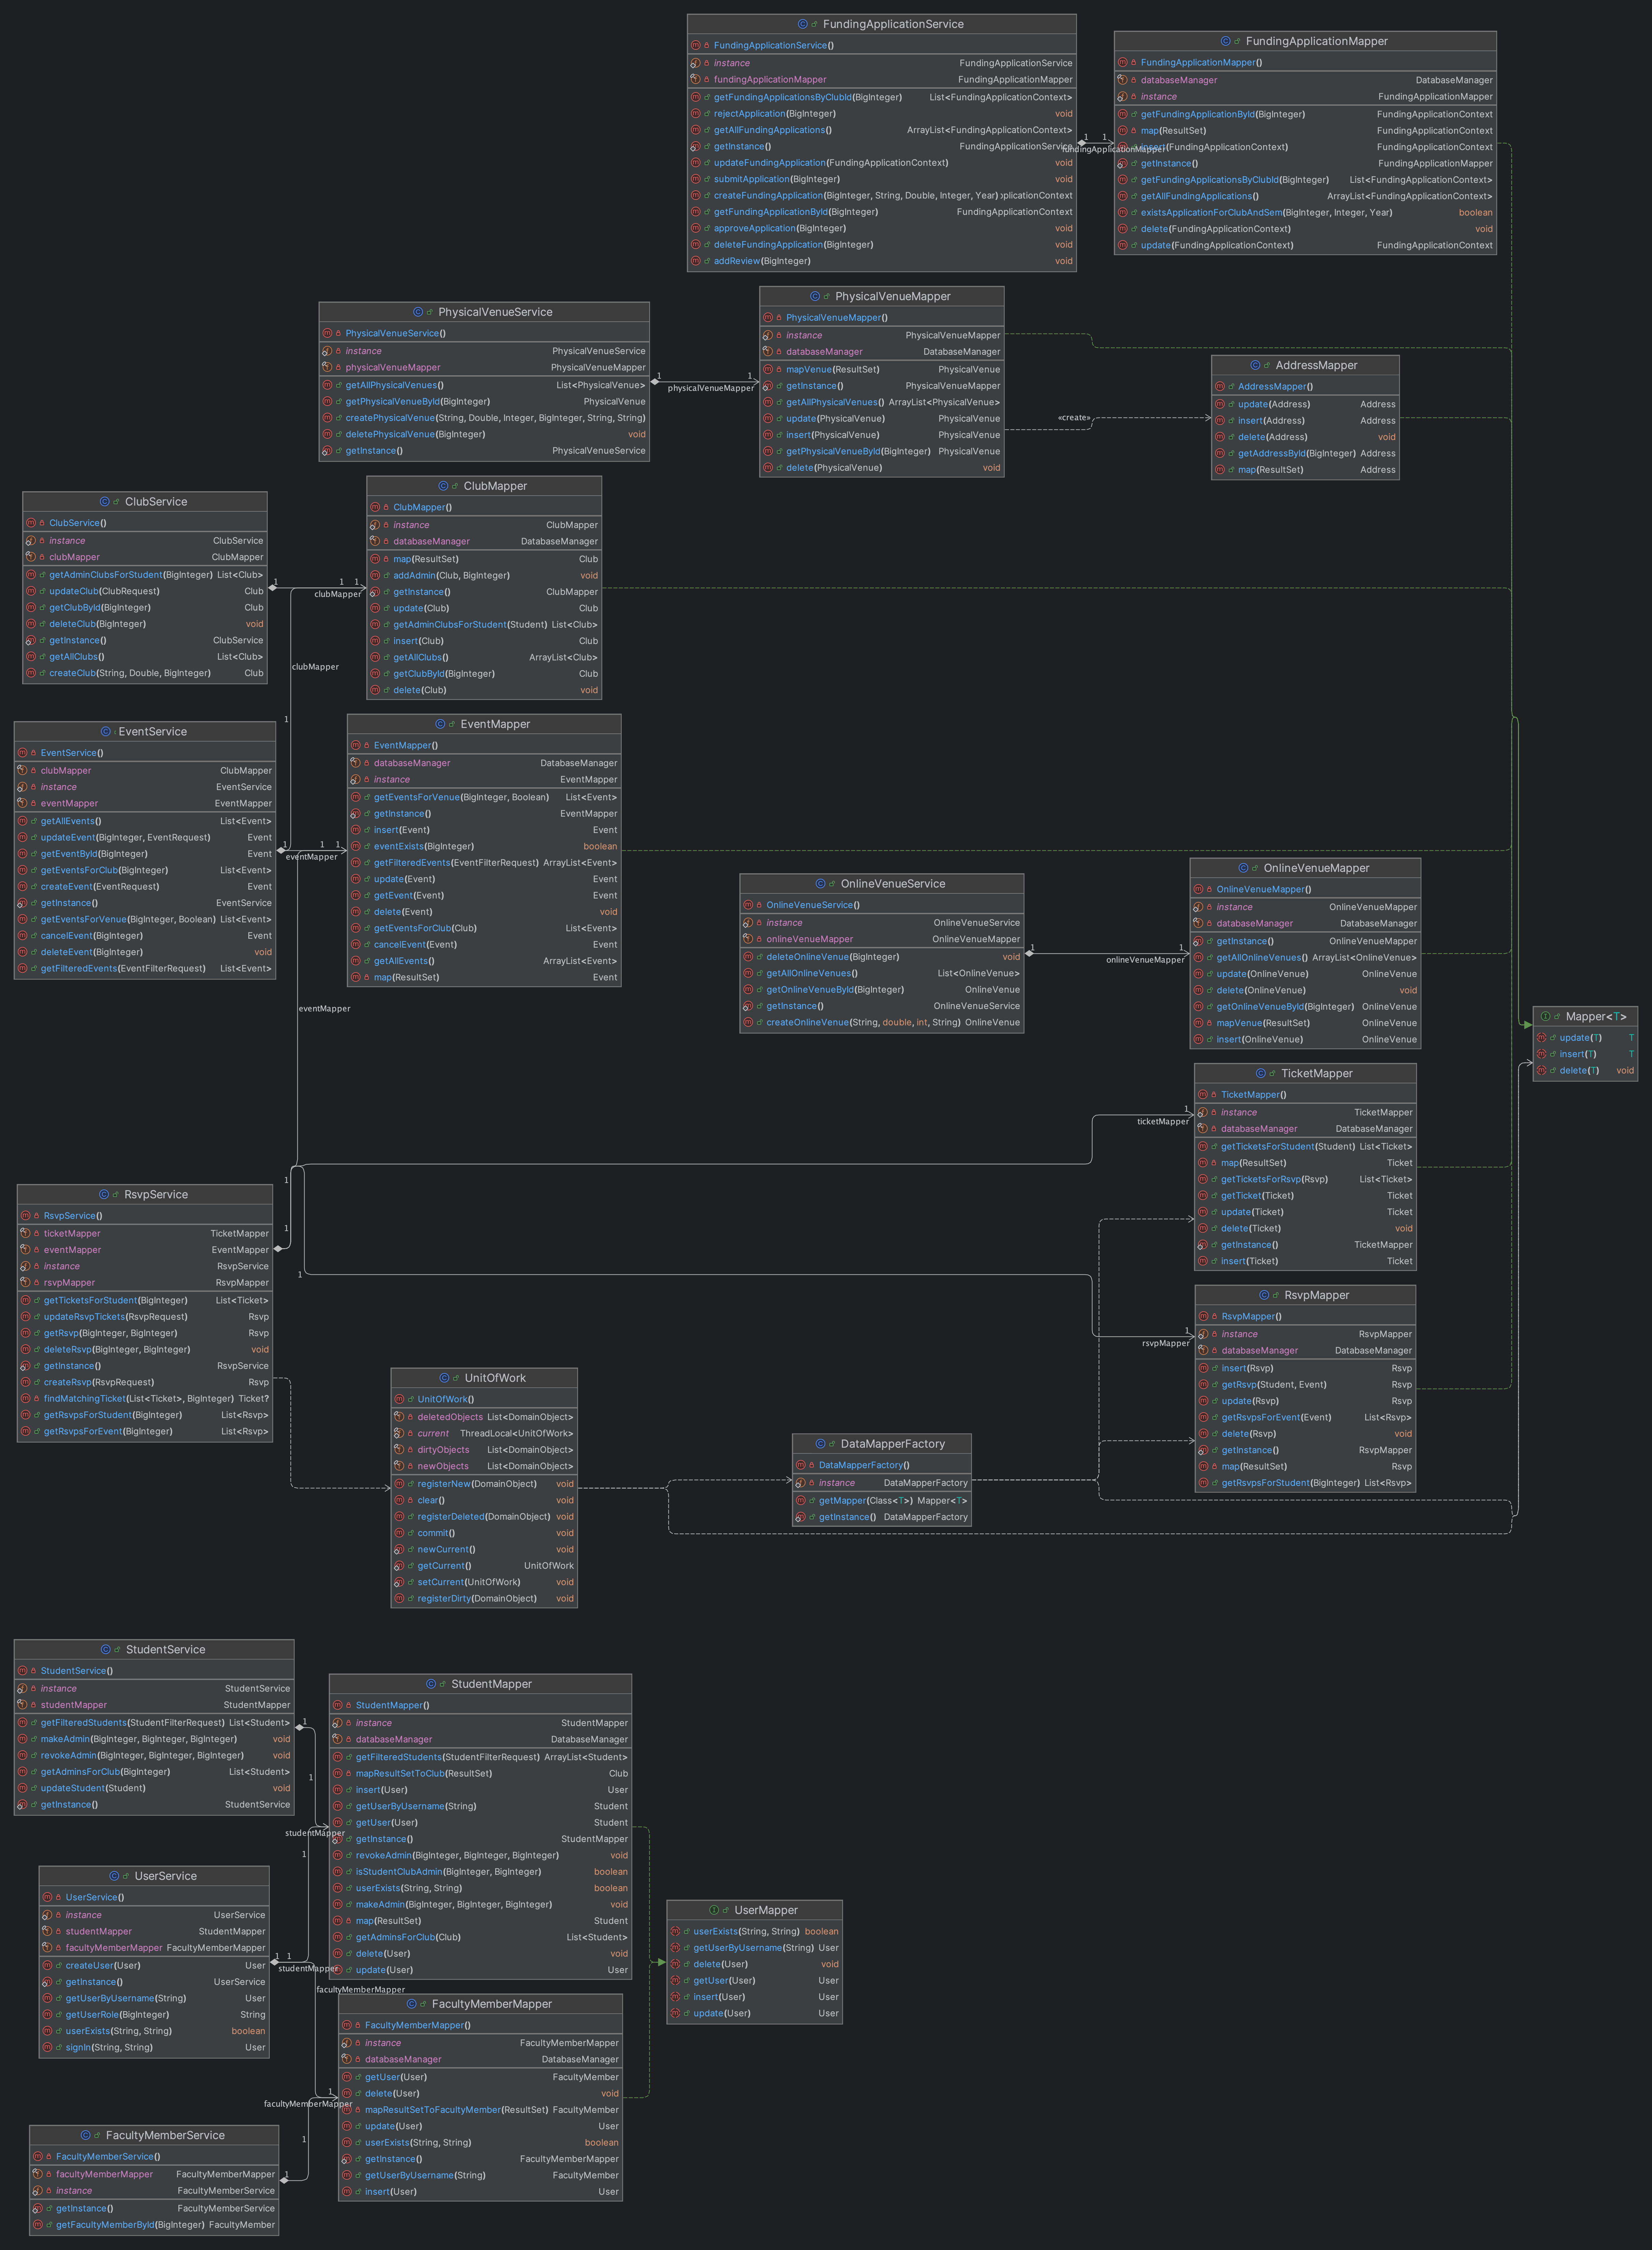 FundingApplicationService
FundingApplicationService()
instance FundingApplicationService
fundingApplicationMapper FundingApplicationMapper
getFundingApplicationsByClubId(BigInteger) List<FundingApplicationContext>
rejectApplication(BigInteger) void
getAllFundingApplications() ArrayList<FundingApplicationContext>
getInstance() FundingApplicationService
updateFundingApplication(FundingApplicationContext) void
submitApplication(BigInteger) void
createFundingApplication(BigInteger, String, Double, Integer, Year) plicationContext
getFundingApplicationById(BigInteger) FundingApplicationContext
approveApplication(BigInteger) void
deleteFundingApplication(BigInteger) void
addReview(BigInteger) void
1 1
fundingApplicationMapper
FundingApplicationMapper
FundingApplicationMapper()
databaseManager DatabaseManager
instance FundingApplicationMapper
getFundingApplicationById(BigInteger) FundingApplicationContext
map(ResultSet) FundingApplicationContext
insert(FundingApplicationContext) FundingApplicationContext
getInstance() FundingApplicationMapper
getFundingApplicationsByClubId(BigInteger) List<FundingApplicationContext>
getAllFundingApplications() ArrayList<FundingApplicationContext>
existsApplicationForClubAndSem(BigInteger, Integer, Year) boolean
delete(FundingApplicationContext) void
update(FundingApplicationContext) FundingApplicationContext
PhysicalVenueService
PhysicalVenueService()
instance PhysicalVenueService
physicalVenueMapper PhysicalVenueMapper
getAllPhysicalVenues() List<PhysicalVenue>
getPhysicalVenueById(BigInteger) PhysicalVenue
createPhysicalVenue(String, Double, Integer, BigInteger, String, String)
deletePhysicalVenue(BigInteger) void
getInstance() PhysicalVenueService
1 1
physicalVenueMapper
PhysicalVenueMapper
PhysicalVenueMapper()
instance PhysicalVenueMapper
databaseManager DatabaseManager
mapVenue(ResultSet) PhysicalVenue
getInstance() PhysicalVenueMapper
getAllPhysicalVenues() ArrayList<PhysicalVenue>
update(PhysicalVenue) PhysicalVenue
insert(PhysicalVenue) PhysicalVenue
getPhysicalVenueById(BigInteger) PhysicalVenue
delete(PhysicalVenue) void
«create»
AddressMapper
AddressMapper()
update(Address) Address
insert(Address) Address
delete(Address) void
getAddressById(BigInteger) Address
map(ResultSet) Address
ClubService
ClubService()
instance ClubService
clubMapper ClubMapper
getAdminClubsForStudent(BigInteger) List<Club>
updateClub(ClubRequest) Club
getClubById(BigInteger) Club
deleteClub(BigInteger) void
getInstance() ClubService
getAllClubs() List<Club>
createClub(String, Double, BigInteger) Club
1 1 1
clubMapper
clubMapper
1
ClubMapper
ClubMapper()
instance ClubMapper
databaseManager DatabaseManager
map(ResultSet) Club
addAdmin(Club, BigInteger) void
getInstance() ClubMapper
update(Club) Club
getAdminClubsForStudent(Student) List<Club>
insert(Club) Club
getAllClubs() ArrayList<Club>
getClubById(BigInteger) Club
delete(Club) void
EventService
EventService()
clubMapper ClubMapper
instance EventService
eventMapper EventMapper
getAllEvents() List<Event>
updateEvent(BigInteger, EventRequest) Event
getEventById(BigInteger) Event
getEventsForClub(BigInteger) List<Event>
createEvent(EventRequest) Event
getInstance() EventService
getEventsForVenue(BigInteger, Boolean) List<Event>
cancelEvent(BigInteger) Event
deleteEvent(BigInteger) void
getFilteredEvents(EventFilterRequest) List<Event>
1 1 1
eventMapper
eventMapper
EventMapper
EventMapper()
databaseManager DatabaseManager
instance EventMapper
getEventsForVenue(BigInteger, Boolean) List<Event>
getInstance() EventMapper
insert(Event) Event
eventExists(BigInteger) boolean
getFilteredEvents(EventFilterRequest) ArrayList<Event>
update(Event) Event
getEvent(Event) Event
delete(Event) void
getEventsForClub(Club) List<Event>
cancelEvent(Event) Event
getAllEvents() ArrayList<Event>
map(ResultSet) Event
OnlineVenueService
OnlineVenueService()
instance OnlineVenueService
onlineVenueMapper OnlineVenueMapper
deleteOnlineVenue(BigInteger) void
getAllOnlineVenues() List<OnlineVenue>
getOnlineVenueById(BigInteger) OnlineVenue
getInstance() OnlineVenueService
createOnlineVenue(String, double, int, String) OnlineVenue
1 1
onlineVenueMapper
OnlineVenueMapper
OnlineVenueMapper()
instance OnlineVenueMapper
databaseManager DatabaseManager
getInstance() OnlineVenueMapper
getAllOnlineVenues() ArrayList<OnlineVenue>
update(OnlineVenue) OnlineVenue
delete(OnlineVenue) void
getOnlineVenueById(BigInteger) OnlineVenue
mapVenue(ResultSet) OnlineVenue
insert(OnlineVenue) OnlineVenue
Mapper<T>
update(T) T
insert(T) T
delete(T) void
TicketMapper
TicketMapper()
instance TicketMapper
databaseManager DatabaseManager
getTicketsForStudent(Student) List<Ticket>
map(ResultSet) Ticket
getTicketsForRsvp(Rsvp) List<Ticket>
getTicket(Ticket) Ticket
update(Ticket) Ticket
delete(Ticket) void
getInstance() TicketMapper
insert(Ticket) Ticket
1
ticketMapper
RsvpService
RsvpService()
ticketMapper TicketMapper
eventMapper EventMapper
instance RsvpService
rsvpMapper RsvpMapper
getTicketsForStudent(BigInteger) List<Ticket>
updateRsvpTickets(RsvpRequest) Rsvp
getRsvp(BigInteger, BigInteger) Rsvp
deleteRsvp(BigInteger, BigInteger) void
getInstance() RsvpService
createRsvp(RsvpRequest) Rsvp
findMatchingTicket(List<Ticket>, BigInteger) Ticket?
getRsvpsForStudent(BigInteger) List<Rsvp>
getRsvpsForEvent(BigInteger) List<Rsvp>
1
1
1
1
rsvpMapper
RsvpMapper
RsvpMapper()
instance RsvpMapper
databaseManager DatabaseManager
insert(Rsvp) Rsvp
getRsvp(Student, Event) Rsvp
update(Rsvp) Rsvp
getRsvpsForEvent(Event) List<Rsvp>
delete(Rsvp) void
getInstance() RsvpMapper
map(ResultSet) Rsvp
getRsvpsForStudent(BigInteger) List<Rsvp>
UnitOfWork
UnitOfWork()
deletedObjects List<DomainObject>
current ThreadLocal<UnitOfWork>
dirtyObjects List<DomainObject>
newObjects List<DomainObject>
registerNew(DomainObject) void
clear() void
registerDeleted(DomainObject) void
commit() void
newCurrent() void
getCurrent() UnitOfWork
setCurrent(UnitOfWork) void
registerDirty(DomainObject) void
DataMapperFactory
DataMapperFactory()
instance DataMapperFactory
getMapper(Class<T>) Mapper<T>
getInstance() DataMapperFactory
StudentService
StudentService()
instance StudentService
studentMapper StudentMapper
getFilteredStudents(StudentFilterRequest) List<Student>
makeAdmin(BigInteger, BigInteger, BigInteger) void
revokeAdmin(BigInteger, BigInteger, BigInteger) void
getAdminsForClub(BigInteger) List<Student>
updateStudent(Student) void
getInstance() StudentService
1
1
studentMapper
1
StudentMapper
StudentMapper()
instance StudentMapper
databaseManager DatabaseManager
getFilteredStudents(StudentFilterRequest) ArrayList<Student>
mapResultSetToClub(ResultSet) Club
insert(User) User
getUserByUsername(String) Student
getUser(User) Student
getInstance() StudentMapper
revokeAdmin(BigInteger, BigInteger, BigInteger) void
isStudentClubAdmin(BigInteger, BigInteger) boolean
userExists(String, String) boolean
makeAdmin(BigInteger, BigInteger, BigInteger) void
map(ResultSet) Student
getAdminsForClub(Club) List<Student>
delete(User) void
update(User) User
UserService
UserService()
instance UserService
studentMapper StudentMapper
facultyMemberMapper FacultyMemberMapper
createUser(User) User
getInstance() UserService
getUserByUsername(String) User
getUserRole(BigInteger) String
userExists(String, String) boolean
signIn(String, String) User
1 1
studentMapper
facultyMemberMapper
UserMapper
userExists(String, String) boolean
getUserByUsername(String) User
delete(User) void
getUser(User) User
insert(User) User
update(User) User
FacultyMemberMapper
FacultyMemberMapper()
instance FacultyMemberMapper
databaseManager DatabaseManager
getUser(User) FacultyMember
delete(User) void
mapResultSetToFacultyMember(ResultSet) FacultyMember
update(User) User
userExists(String, String) boolean
getInstance() FacultyMemberMapper
getUserByUsername(String) FacultyMember
insert(User) User
1
facultyMemberMapper
1
1
FacultyMemberService
FacultyMemberService()
facultyMemberMapper FacultyMemberMapper
instance FacultyMemberService
getInstance() FacultyMemberService
getFacultyMemberById(BigInteger) FacultyMember